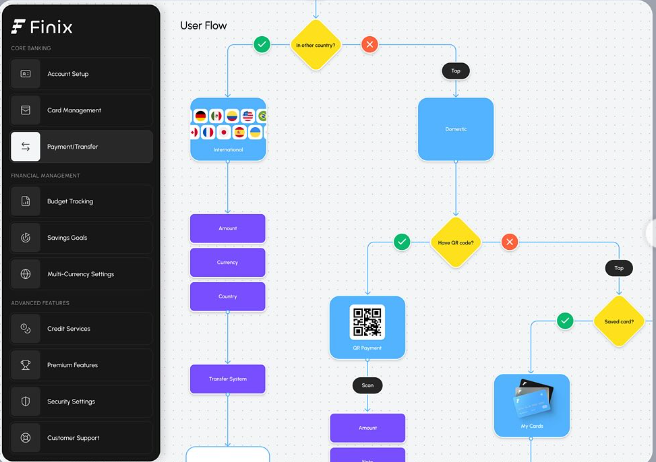 Finix
CORE BANKING
Account Setup
Card Management
Payment/Transfer
FINANCIAL MANAGEMENT
Budget Tracking
Savings Goals
Multi-Currency Settings
ADVANCED FEATURES
Credit Services
Premium Features
Security Settings
Customer Support
User Flow
in other country?
Tap
International
Domestic
Amount
Currency
Country
Transfer System
Have QR code?
Tap
QR Payment
Scan
Amount
Saved card?
My Cards